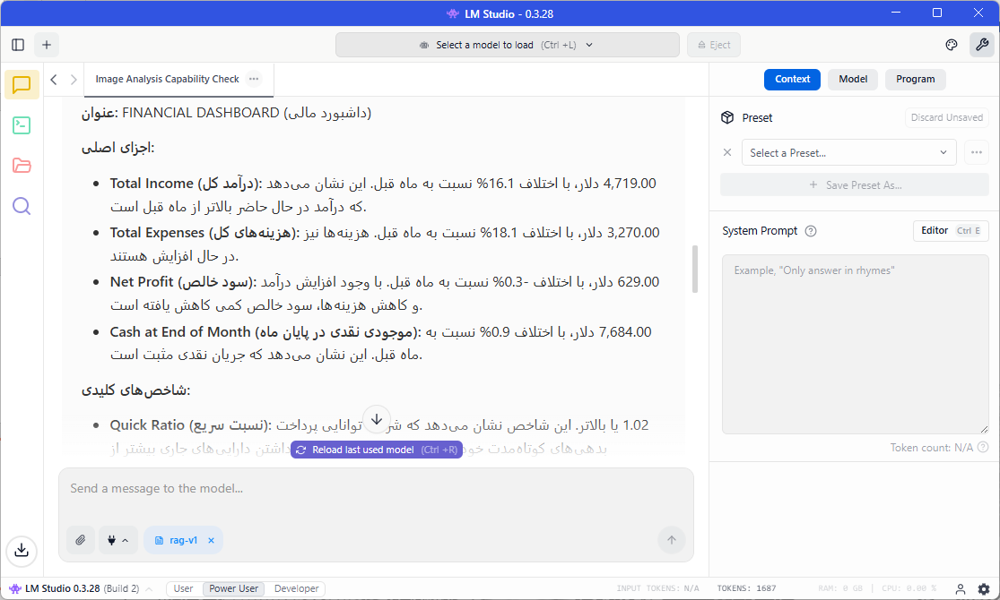 LM Studio - 0.3.28
Select a model to load (Ctrl +L)
Eject
Image Analysis Capability Check
Context
Model
Program
عنوان: FINANCIAL DASHBOARD (داشبورد مالی)
اجزای اصلی:
Total Income (درآمد کل): 4,719.00 دلار، با اختلاف 16.1% نسبت به ماه قبل. این نشان می‌دهد
که درآمد در حال حاضر بالاتر از ماه قبل است.
Total Expenses (هزینه‌های کل): 3,270.00 دلار، با اختلاف 18.1% نسبت به ماه قبل. هزینه‌ها نیز
در حال افزایش هستند.
Net Profit (سود خالص): 629.00 دلار، با اختلاف -0.3% نسبت به ماه قبل. با وجود افزایش درآمد
و کاهش هزینه‌ها، سود خالص کمی کاهش یافته است.
Cash at End of Month (موجودی نقدی در پایان ماه): 7,684.00 دلار، با اختلاف 0.9% نسبت به
ماه قبل. این نشان می‌دهد که جریان نقدی مثبت است.
شاخص‌های کلیدی:
Quick Ratio (نسبت سریع): 1.02 یا بالاتر. این شاخص نشان می‌دهد که توانایی پرداخت
بدهی‌های کوتاه‌مدت داشتن دارایی‌های جاری بیشتر از
Reload last used model (Ctrl +R)
Send a message to the model...
rag-v1
Preset
Discard Unsaved
Select a Preset...
Save Preset As...
System Prompt
Editor Ctrl E
Example, "Only answer in rhymes"
Token count: N/A
LM Studio 0.3.28 (Build 2)
User
Power User
Developer
INPUT TOKENS: N/A
TOKENS: 1687
RAM: 0 GB | CPU: 0.00 %